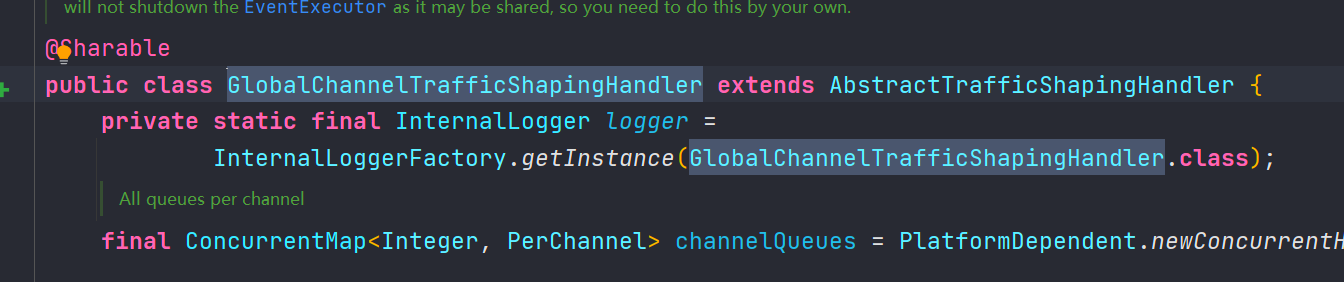 will not shutdown the EventExecutor as it may be shared, so you need to do this by your own.
@Sharable
public class GlobalChannelTrafficShapingHandler extends AbstractTrafficShapingHandler {
private static final InternalLogger logger =
InternalLoggerFactory.getInstance(GlobalChannelTrafficShapingHandler.class);
All queues per channel
final ConcurrentMap<Integer, PerChannel> channelQueues = PlatformDependent.newConcurrentH